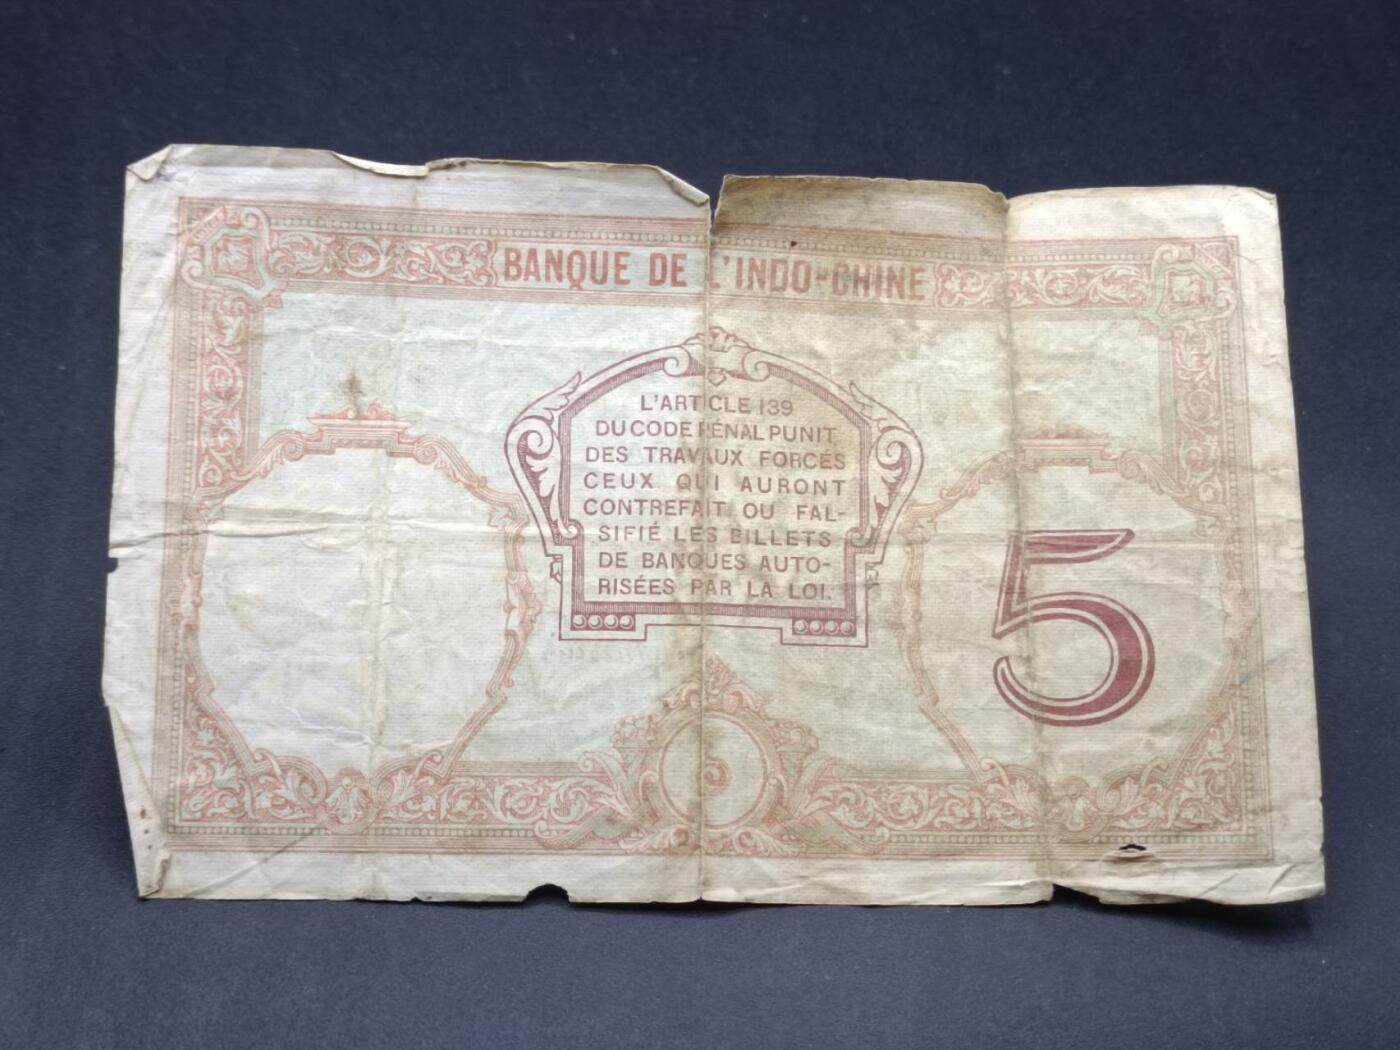 BANQUE DE L'INDO-CHINE
L'ARTICLE 139
DU CODE PÉNAL PUNIT
DES TRAVAUX FORCÉS
CEUX QUI AURONT
CONTREFAIT OU FAL-
SIFIÉ LES BILLETS
DE BANQUES AUTO-
RISÉES PAR LA LOI.
5
5